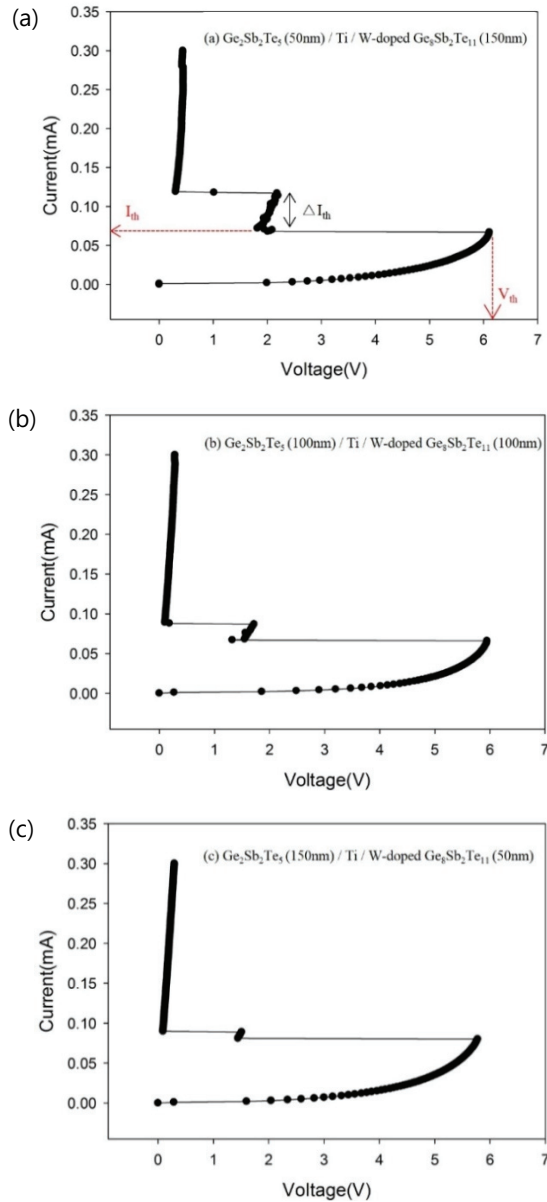 (a)
(a) Ge₂Sb₂Te₅ (50nm) / Ti / W-doped Ge₈Sb₂Te₁₁ (150nm)
0.35
0.30
0.25
0.20
0.15
0.10
0.05
0.00
Current(mA)
I_th
△I_th
V_th
0 1 2 3 4 5 6 7
Voltage(V)
(b)
(b) Ge₂Sb₂Te₅ (100nm) / Ti / W-doped Ge₈Sb₂Te₁₁ (100nm)
0.35
0.30
0.25
0.20
0.15
0.10
0.05
0.00
Current(mA)
0 1 2 3 4 5 6 7
Voltage(V)
(c)
(c) Ge₂Sb₂Te₅ (150nm) / Ti / W-doped Ge₈Sb₂Te₁₁ (50nm)
0.35
0.30
0.25
0.20
0.15
0.10
0.05
0.00
Current(mA)
0 1 2 3 4 5 6 7
Voltage(V)